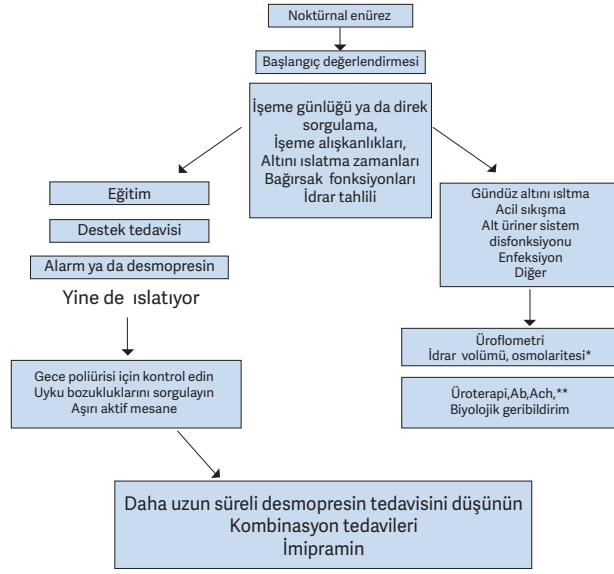 Noktürnal enürez
Başlangıç değerlendirmesi
İşeme günlüğü ya da direk
sorgulama,
İşeme alışkanlıkları,
Altını ıslatma zamanları
Bağırsak fonksiyonları
İdrar tahlili
Eğitim
Destek tedavisi
Alarm ya da desmopresin
Yine de ıslatıyor
Gece poliürisi için kontrol edin
Uyku bozukluklarını sorgulayın
Aşırı aktif mesane
Gündüz altını ısltma
Acil sıkışma
Alt üriner sistem
disfonksiyonu
Enfeksiyon
Diğer
Üroflometri
İdrar volümü, osmolaritesi*
Üroterapi,Ab,Ach,**
Biyolojik geribildirim
Daha uzun süreli desmopresin tedavisini düşünün
Kombinasyon tedavileri
İmipramin